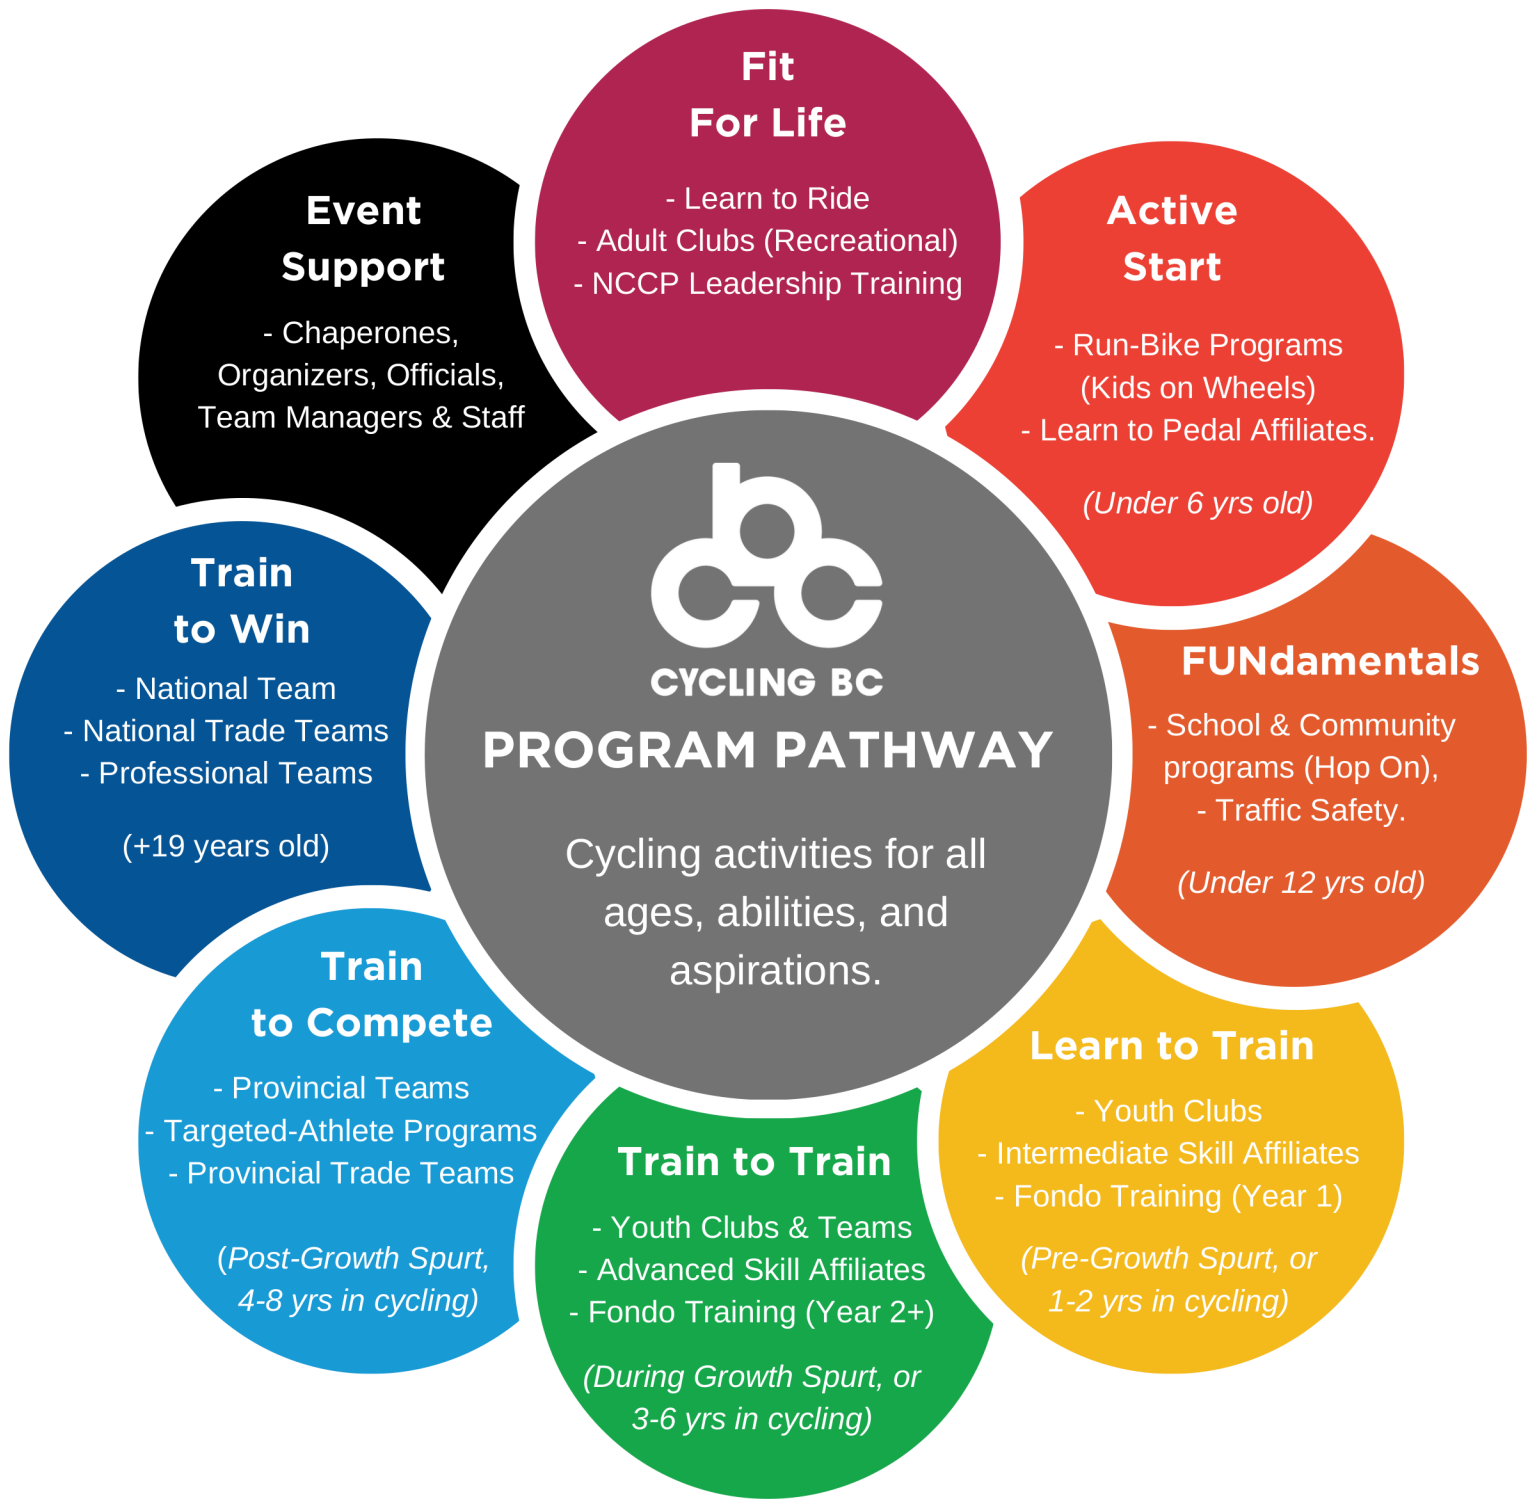 Fit
For Life
- Learn to Ride
- Adult Clubs (Recreational)
- NCCP Leadership Training
Active
Start
- Run-Bike Programs
(Kids on Wheels)
- Learn to Pedal Affiliates.
(Under 6 yrs old)
FUNdamentals
- School & Community
programs (Hop On),
- Traffic Safety.
(Under 12 yrs old)
Learn to Train
- Youth Clubs
- Intermediate Skill Affiliates
- Fondo Training (Year 1)
(Pre-Growth Spurt, or
1-2 yrs in cycling)
Train to Train
- Youth Clubs & Teams
- Advanced Skill Affiliates
- Fondo Training (Year 2+)
(During Growth Spurt, or
3-6 yrs in cycling)
Train
to Compete
- Provincial Teams
- Targeted-Athlete Programs
- Provincial Trade Teams
(Post-Growth Spurt,
4-8 yrs in cycling)
Train
to Win
- National Team
- National Trade Teams
- Professional Teams
(+19 years old)
Event
Support
- Chaperones,
Organizers, Officials,
Team Managers & Staff
cbc
CYCLING BC
PROGRAM PATHWAY
Cycling activities for all
ages, abilities, and
aspirations.